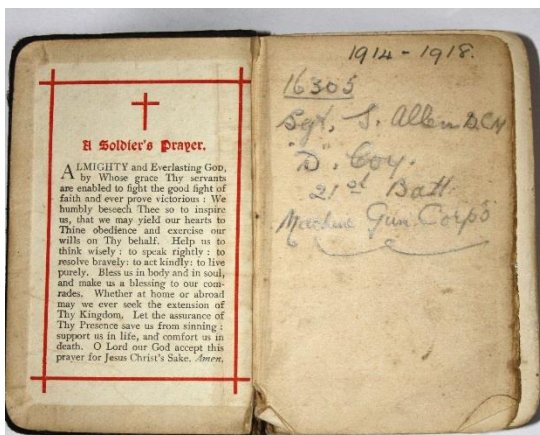 A Soldier's Prayer.
ALMIGHTY and Everlasting GOD,
by Whose grace Thy servants
are enabled to fight the good fight of
faith and ever prove victorious : We
humbly beseech Thee so to inspire
us, that we may yield our hearts to
Thine obedience and exercise our
wills on Thy behalf. Help us to
think wisely : to speak rightly : to
resolve bravely : to act kindly : to live
purely. Bless us in body and in soul,
and make us a blessing to our com-
rades. Whether at home or abroad
may we ever seek the extension of
Thy Kingdom. Let the assurance of
Thy Presence save us from sinning :
support us in life, and comfort us in
death. O Lord our God accept this
prayer for Jesus Christ's Sake. Amen.
1914 - 1918.
16305
Sgt. S. Allen DCM
"D". Coy.
21st Batt.
Machine Gun Corps